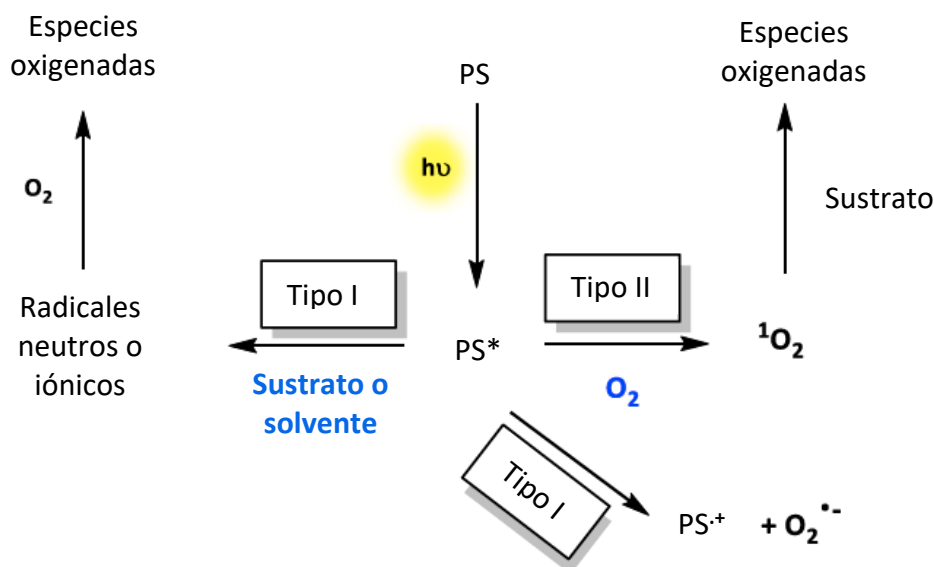 Especies
oxigenadas
O₂
Radicales
neutros o
iónicos
Tipo I
Sustrato o
solvente
PS
hυ
PS*
Tipo II
O₂
¹O₂
Especies
oxigenadas
Sustrato
Tipo I
PS·⁺ + O₂•⁻